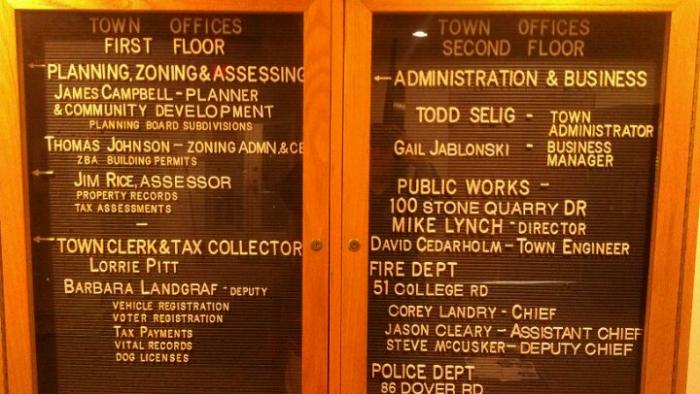 TOWN OFFICES
FIRST FLOOR
PLANNING, ZONING & ASSESSING
JAMES CAMPBELL - PLANNER
& COMMUNITY DEVELOPMENT
PLANNING BOARD SUBDIVISIONS
THOMAS JOHNSON - ZONING ADMN, & CE
ZBA BUILDING PERMITS
JIM RICE, ASSESSOR
PROPERTY RECORDS
TAX ASSESSMENTS
-
TOWN CLERK & TAX COLLECTOR
LORRIE PITT
BARBARA LANDGRAF - DEPUTY
VEHICLE REGISTRATION
VOTER REGISTRATION
TAX PAYMENTS
VITAL RECORDS
DOG LICENSES
TOWN OFFICES
SECOND FLOOR
ADMINISTRATION & BUSINESS
TODD SELIG - TOWN
ADMINISTRATOR
GAIL JABLONSKI - BUSINESS
MANAGER
PUBLIC WORKS -
100 STONE QUARRY DR
MIKE LYNCH - DIRECTOR
DAVID CEDARHOLM - TOWN ENGINEER
FIRE DEPT
51 COLLEGE RD
COREY LANDRY - CHIEF
JASON CLEARY - ASSISTANT CHIEF
STEVE MCCUSKER - DEPUTY CHIEF
POLICE DEPT
86 DOVER RD